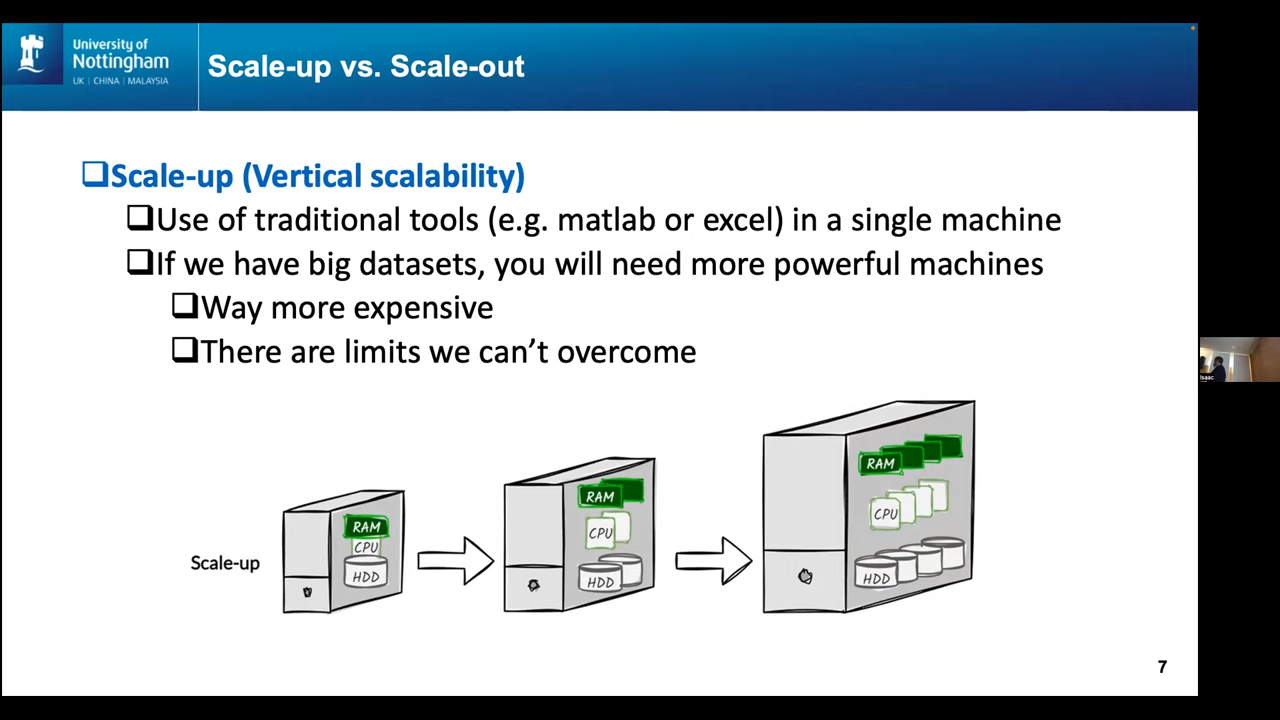 University of
Nottingham
UK | CHINA | MALAYSIA
Scale-up vs. Scale-out
Scale-up (Vertical scalability)
Use of traditional tools (e.g. matlab or excel) in a single machine
If we have big datasets, you will need more powerful machines
Way more expensive
There are limits we can't overcome
Scale-up
RAM
CPU
HDD
RAM
CPU
HDD
RAM
CPU
HDD
7
Isaac